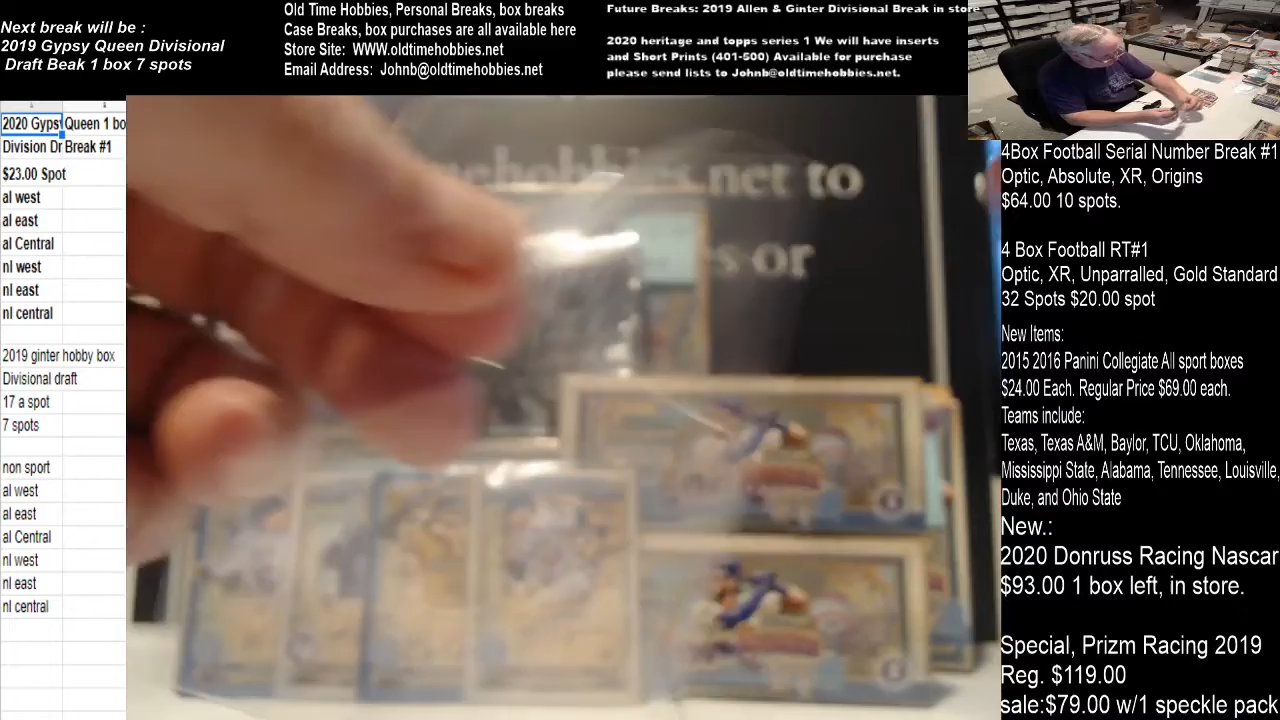 Next break will be :
2019 Gypsy Queen Divisional
Draft Beak 1 box 7 spots
Old Time Hobbies, Personal Breaks, box breaks
Case Breaks, box purchases are all available here
Store Site: WWW.oldtimehobbies.net
Email Address: Johnb@oldtimehobbies.net
Future Breaks: 2019 Allen & Ginter Divisional Break in store
2020 heritage and topps series 1 We will have inserts
and Short Prints (401-500) Available for purchase
please send lists to Johnb@oldtimehobbies.net.
2020 Gypsy Queen 1 bo
Division Dr Break #1
$23.00 Spot
al west
al east
al Central
nl west
nl east
nl central
2019 ginter hobby box
Divisional draft
17 a spot
7 spots
non sport
al west
al east
al Central
nl west
nl east
nl central
ehobbies.net to
s or
4Box Football Serial Number Break #1
Optic, Absolute, XR, Origins
$64.00 10 spots.
4 Box Football RT#1
Optic, XR, Unparralled, Gold Standard
32 Spots $20.00 spot
New Items:
2015 2016 Panini Collegiate All sport boxes
$24.00 Each. Regular Price $69.00 each.
Teams include:
Texas, Texas A&M, Baylor, TCU, Oklahoma,
Mississippi State, Alabama, Tennessee, Louisville,
Duke, and Ohio State
New.:
2020 Donruss Racing Nascar
$93.00 1 box left, in store.
Special, Prizm Racing 2019
Reg. $119.00
sale:$79.00 w/1 speckle pack